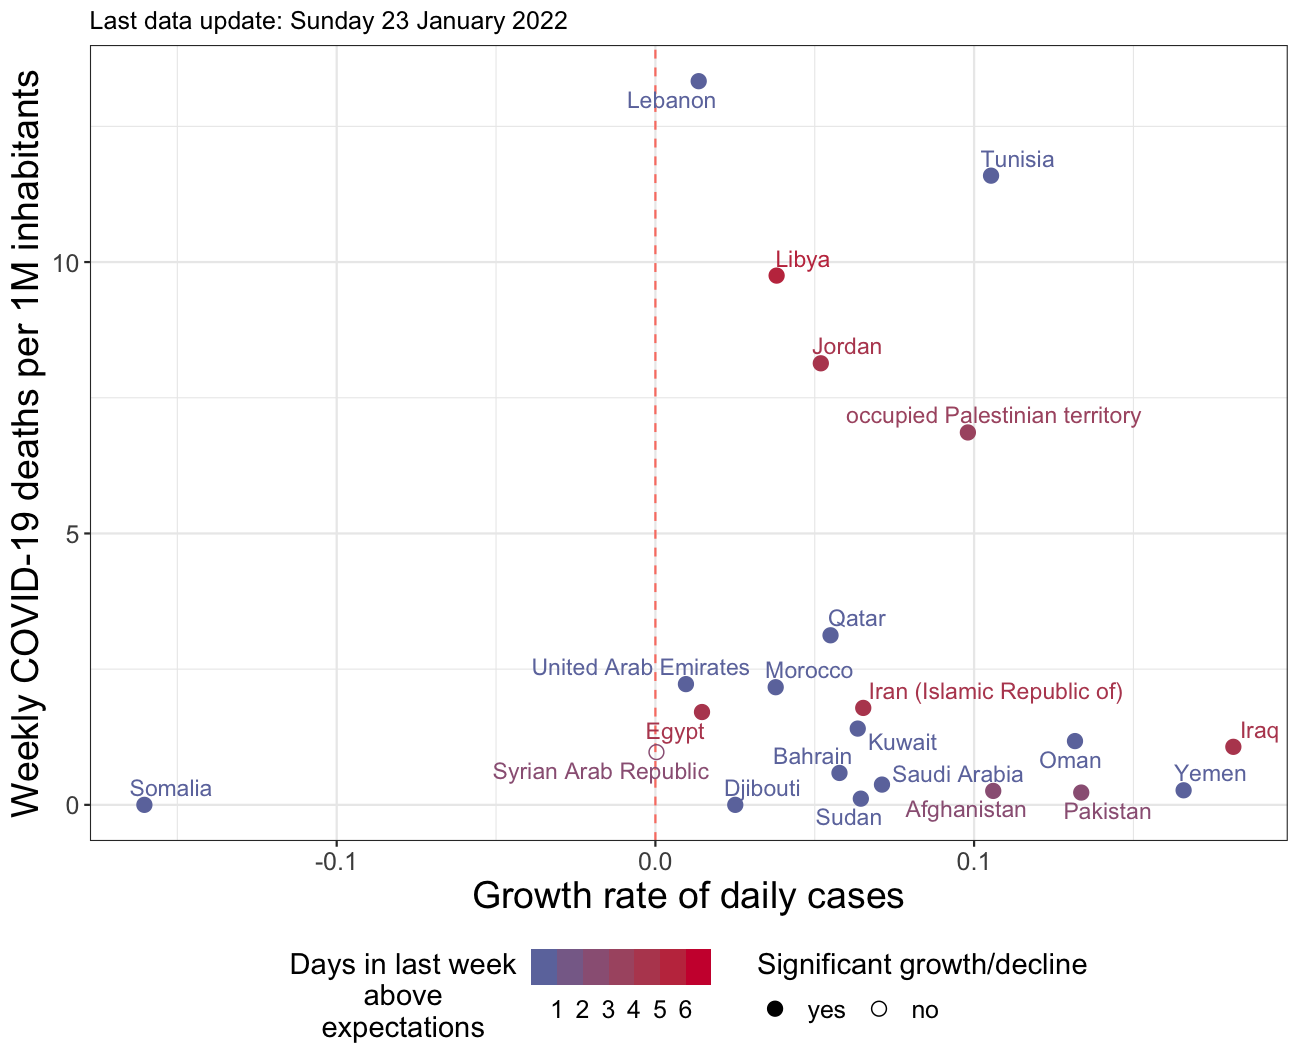 Last data update: Sunday 23 January 2022
Weekly COVID-19 deaths per 1M inhabitants
10
5
0
Lebanon
Tunisia
Libya
Jordan
occupied Palestinian territory
Qatar
United Arab Emirates
Morocco
Iran (Islamic Republic of)
Egypt
Iraq
Kuwait
Bahrain
Oman
Syrian Arab Republic
Saudi Arabia
Yemen
Somalia
Djibouti
Afghanistan
Pakistan
Sudan
-0.1
0.0
0.1
Growth rate of daily cases
Days in last week
above
expectations
1 2 3 4 5 6
Significant growth/decline
yes
no